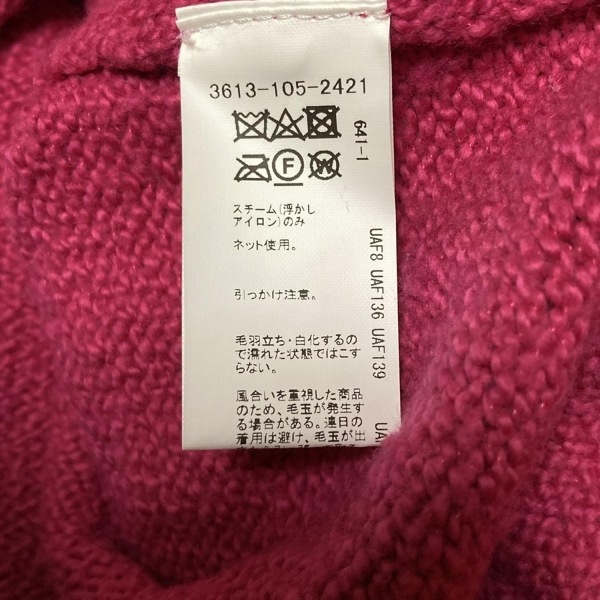 3613-105-2421
641-1
F
W
スチーム(浮かし
アイロン)のみ
ネット使用。
引っかけ注意。
毛羽立ち・白化するの
で濡れた状態ではこす
らない。
風合いを重視した商品
のため、毛玉が発生す
る場合がある。連日の
着用は避け、毛玉が出
UAF8 UAF136 UAF139